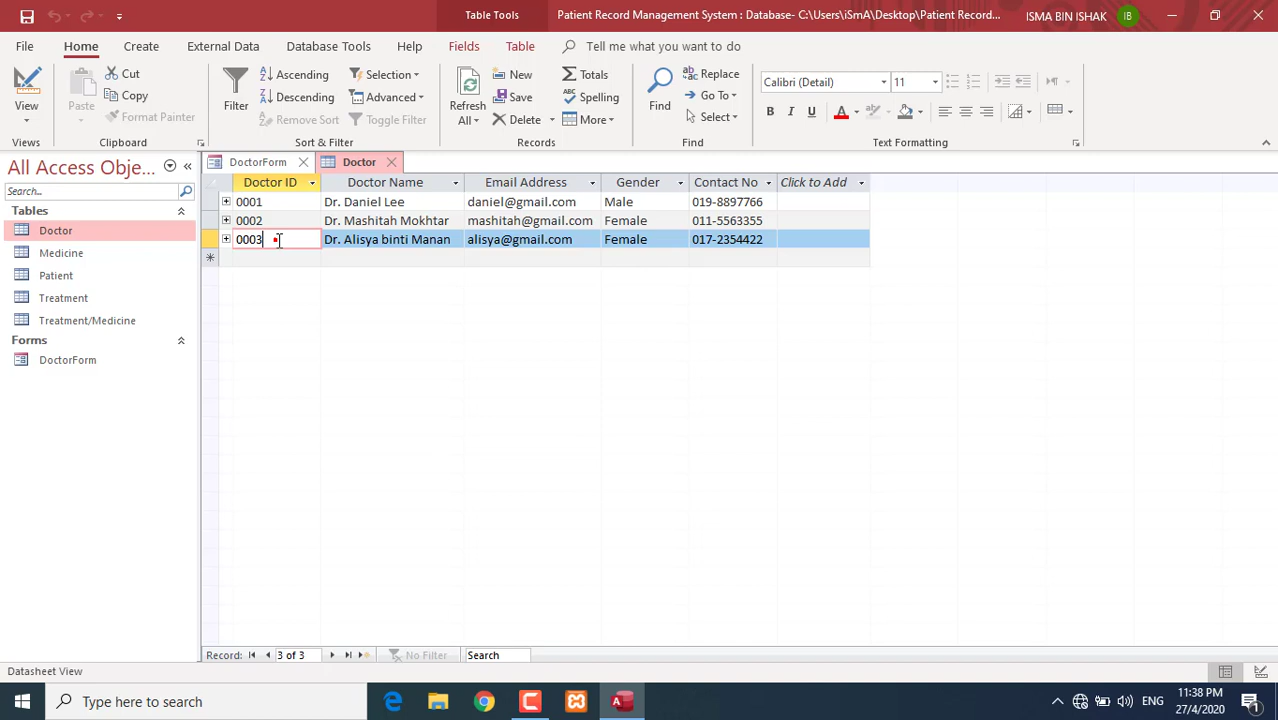 Table Tools
Patient Record Management System : Database- C:\Users\iSmA\Desktop\Patient Record...
ISMA BIN ISHAK
IB
File
Home
Create
External Data
Database Tools
Help
Fields
Table
Tell me what you want to do
View
Paste
Cut
Copy
Format Painter
Filter
Ascending
Descending
Remove Sort
Selection
Advanced
Toggle Filter
Refresh
All
New
Save
Delete
Totals
Spelling
More
Find
Replace
Go To
Select
Calibri (Detail)
11
B I U
A
Views
Clipboard
Sort & Filter
Records
Find
Text Formatting
All Access Obje...
Search...
Tables
Doctor
Medicine
Patient
Treatment
Treatment/Medicine
Forms
DoctorForm
DoctorForm
Doctor
Doctor ID Doctor Name Email Address Gender Contact No Click to Add
0001 Dr. Daniel Lee daniel@gmail.com Male 019-8897766
0002 Dr. Mashitah Mokhtar mashitah@gmail.com Female 011-5563355
0003 Dr. Alisya binti Manan alisya@gmail.com Female 017-2354422
Record: 3 of 3 No Filter Search
Datasheet View
Type here to search
ENG
11:38 PM
27/4/2020
1